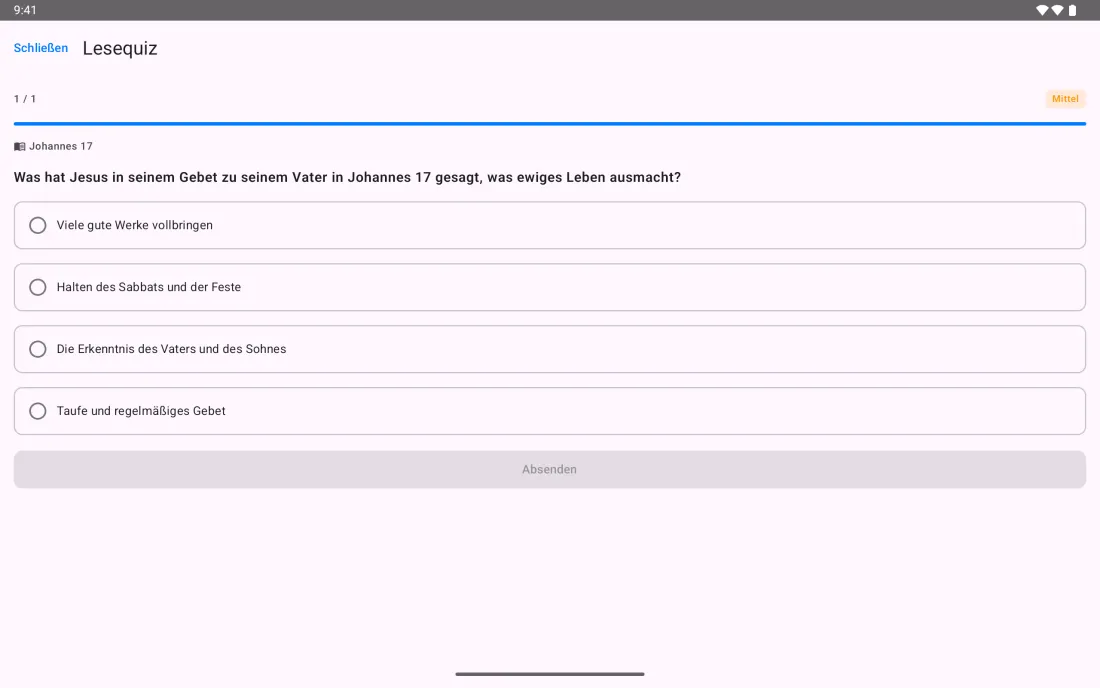 9:41
Schließen Lesequiz
1 / 1
Mittel
Johannes 17
Was hat Jesus in seinem Gebet zu seinem Vater in Johannes 17 gesagt, was ewiges Leben ausmacht?
Viele gute Werke vollbringen
Halten des Sabbats und der Feste
Die Erkenntnis des Vaters und des Sohnes
Taufe und regelmäßiges Gebet
Absenden